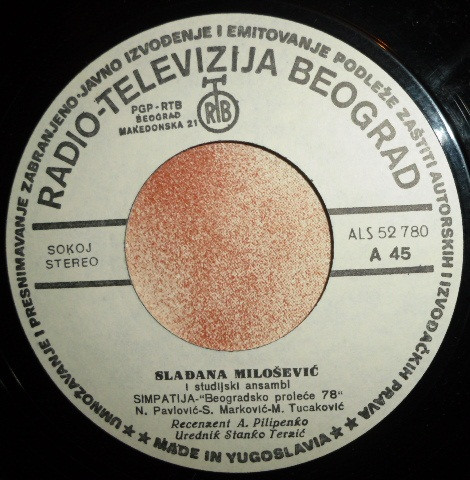 UMNOŽAVANJE I PRESNIMAVANJE ZABRANJENO-JAVNO IZVOĐENJE I EMITOVANJE PODLEŽE ZAŠTITI AUTORSKIH I IZVOĐAČKIH PRAVA
RADIO-TELEVIZIJA BEOGRAD
PGP-RTB
BEOGRAD
MAKEDONSKA 21
RTB
SOKOJ
STEREO
ALS 52 780
A 45
SLAĐANA MILOŠEVIĆ
i studijski ansambl
SIMPATIJA-"Beogradsko proleće 78"
N. Pavlović-S. Marković-M. Tucaković
Recenzent A. Pilipenko
Urednik Stanko Terzić
MADE IN YUGOSLAVIA